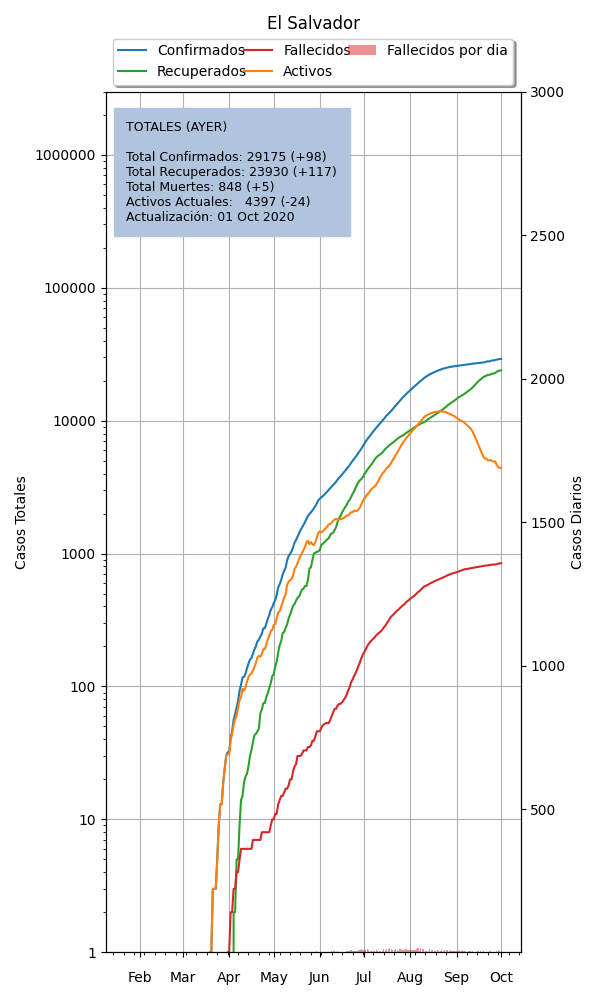 El Salvador
Confirmados Fallecidos Fallecidos por dia
Recuperados Activos
TOTALES (AYER)
Total Confirmados: 29175 (+98)
Total Recuperados: 23930 (+117)
Total Muertes: 848 (+5)
Activos Actuales: 4397 (-24)
Actualización: 01 Oct 2020
Casos Totales
1000000
100000
10000
1000
100
10
1
3000
2500
2000
1500
1000
500
Casos Diarios
Feb Mar Apr May Jun Jul Aug Sep Oct